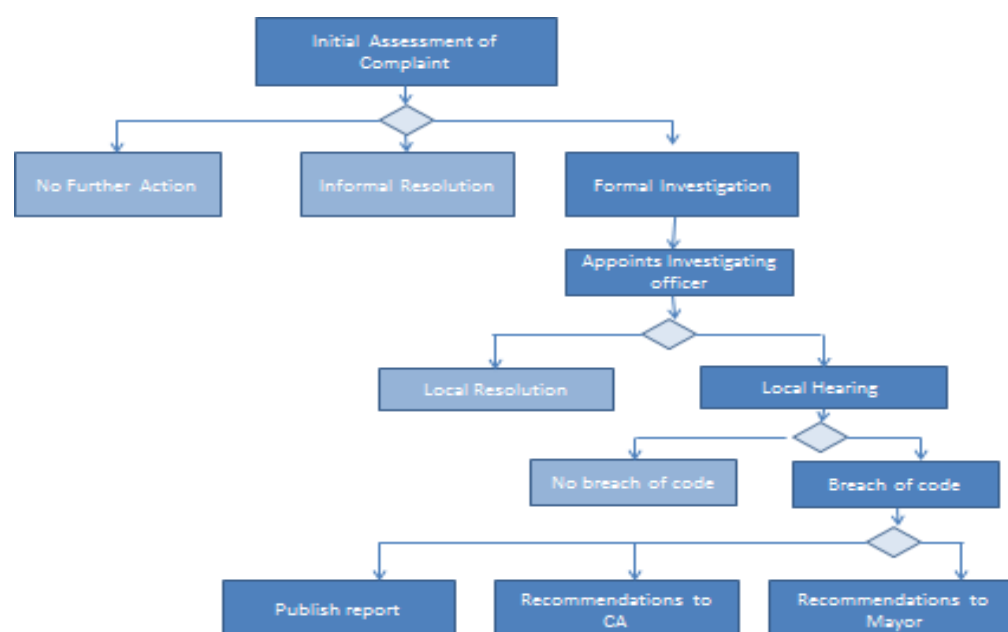 Initial Assessment of
Complaint
No Further Action
Informal Resolution
Formal Investigation
Appoints Investigating
officer
Local Resolution
Local Hearing
No breach of code
Breach of code
Publish report
Recommendations to
CA
Recommendations to
Mayor